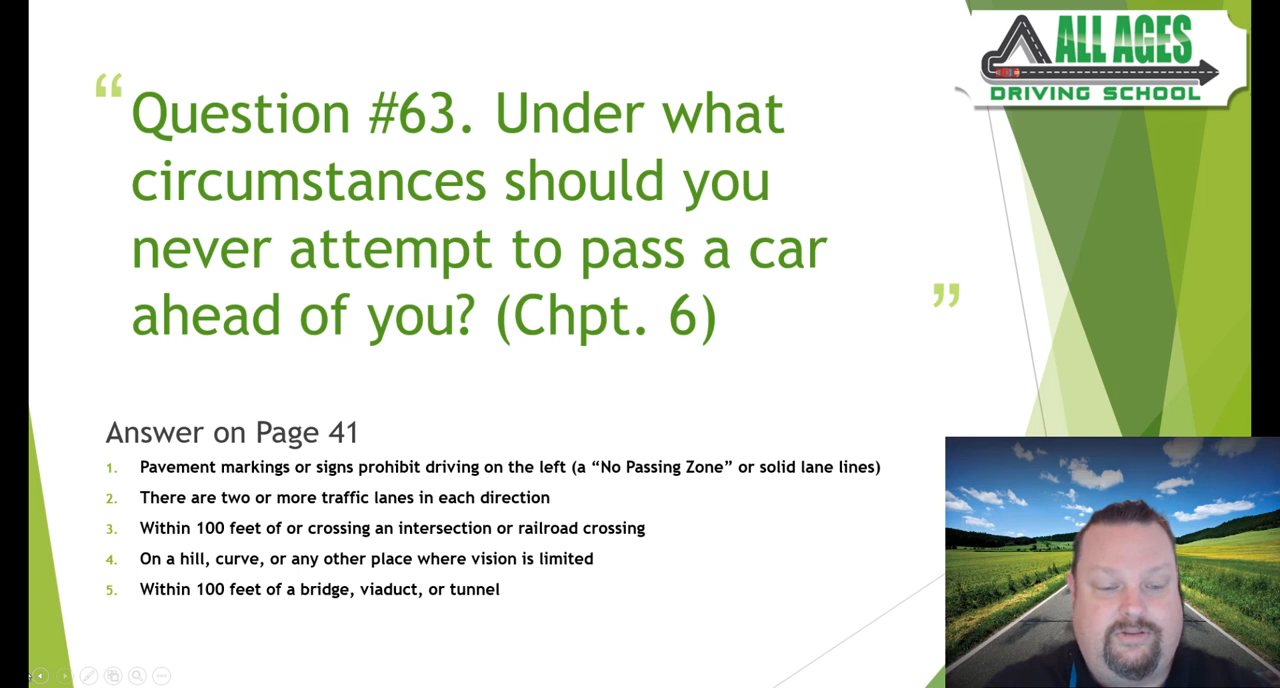 ALL AGES
DRIVING SCHOOL
“ Question #63. Under what
circumstances should you
never attempt to pass a car
ahead of you? (Chpt. 6) ”
Answer on Page 41
1. Pavement markings or signs prohibit driving on the left (a “No Passing Zone” or solid lane lines)
2. There are two or more traffic lanes in each direction
3. Within 100 feet of or crossing an intersection or railroad crossing
4. On a hill, curve, or any other place where vision is limited
5. Within 100 feet of a bridge, viaduct, or tunnel